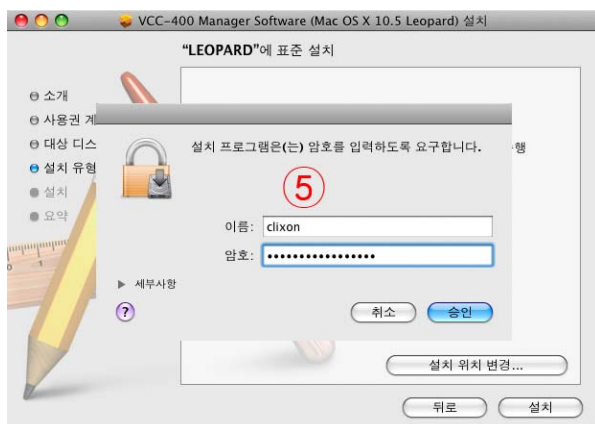 VCC-400 Manager Software (Mac OS X 10.5 Leopard) 설치
“LEOPARD”에 표준 설치
소개
사용권 계
대상 디스
설치 유형
설치
요약
행
설치 프로그램은(는) 암호를 입력하도록 요구합니다.
5
이름: clixon
암호: •••••••••••••••••
세부사항
?
취소 승인
설치 위치 변경...
뒤로 설치
0 1